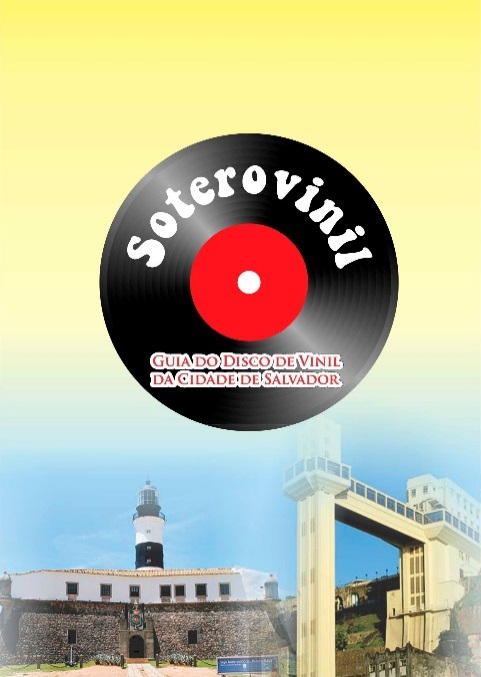 Soterovinil
GUIA DO DISCO DE VINIL
DA CIDADE DE SALVADOR